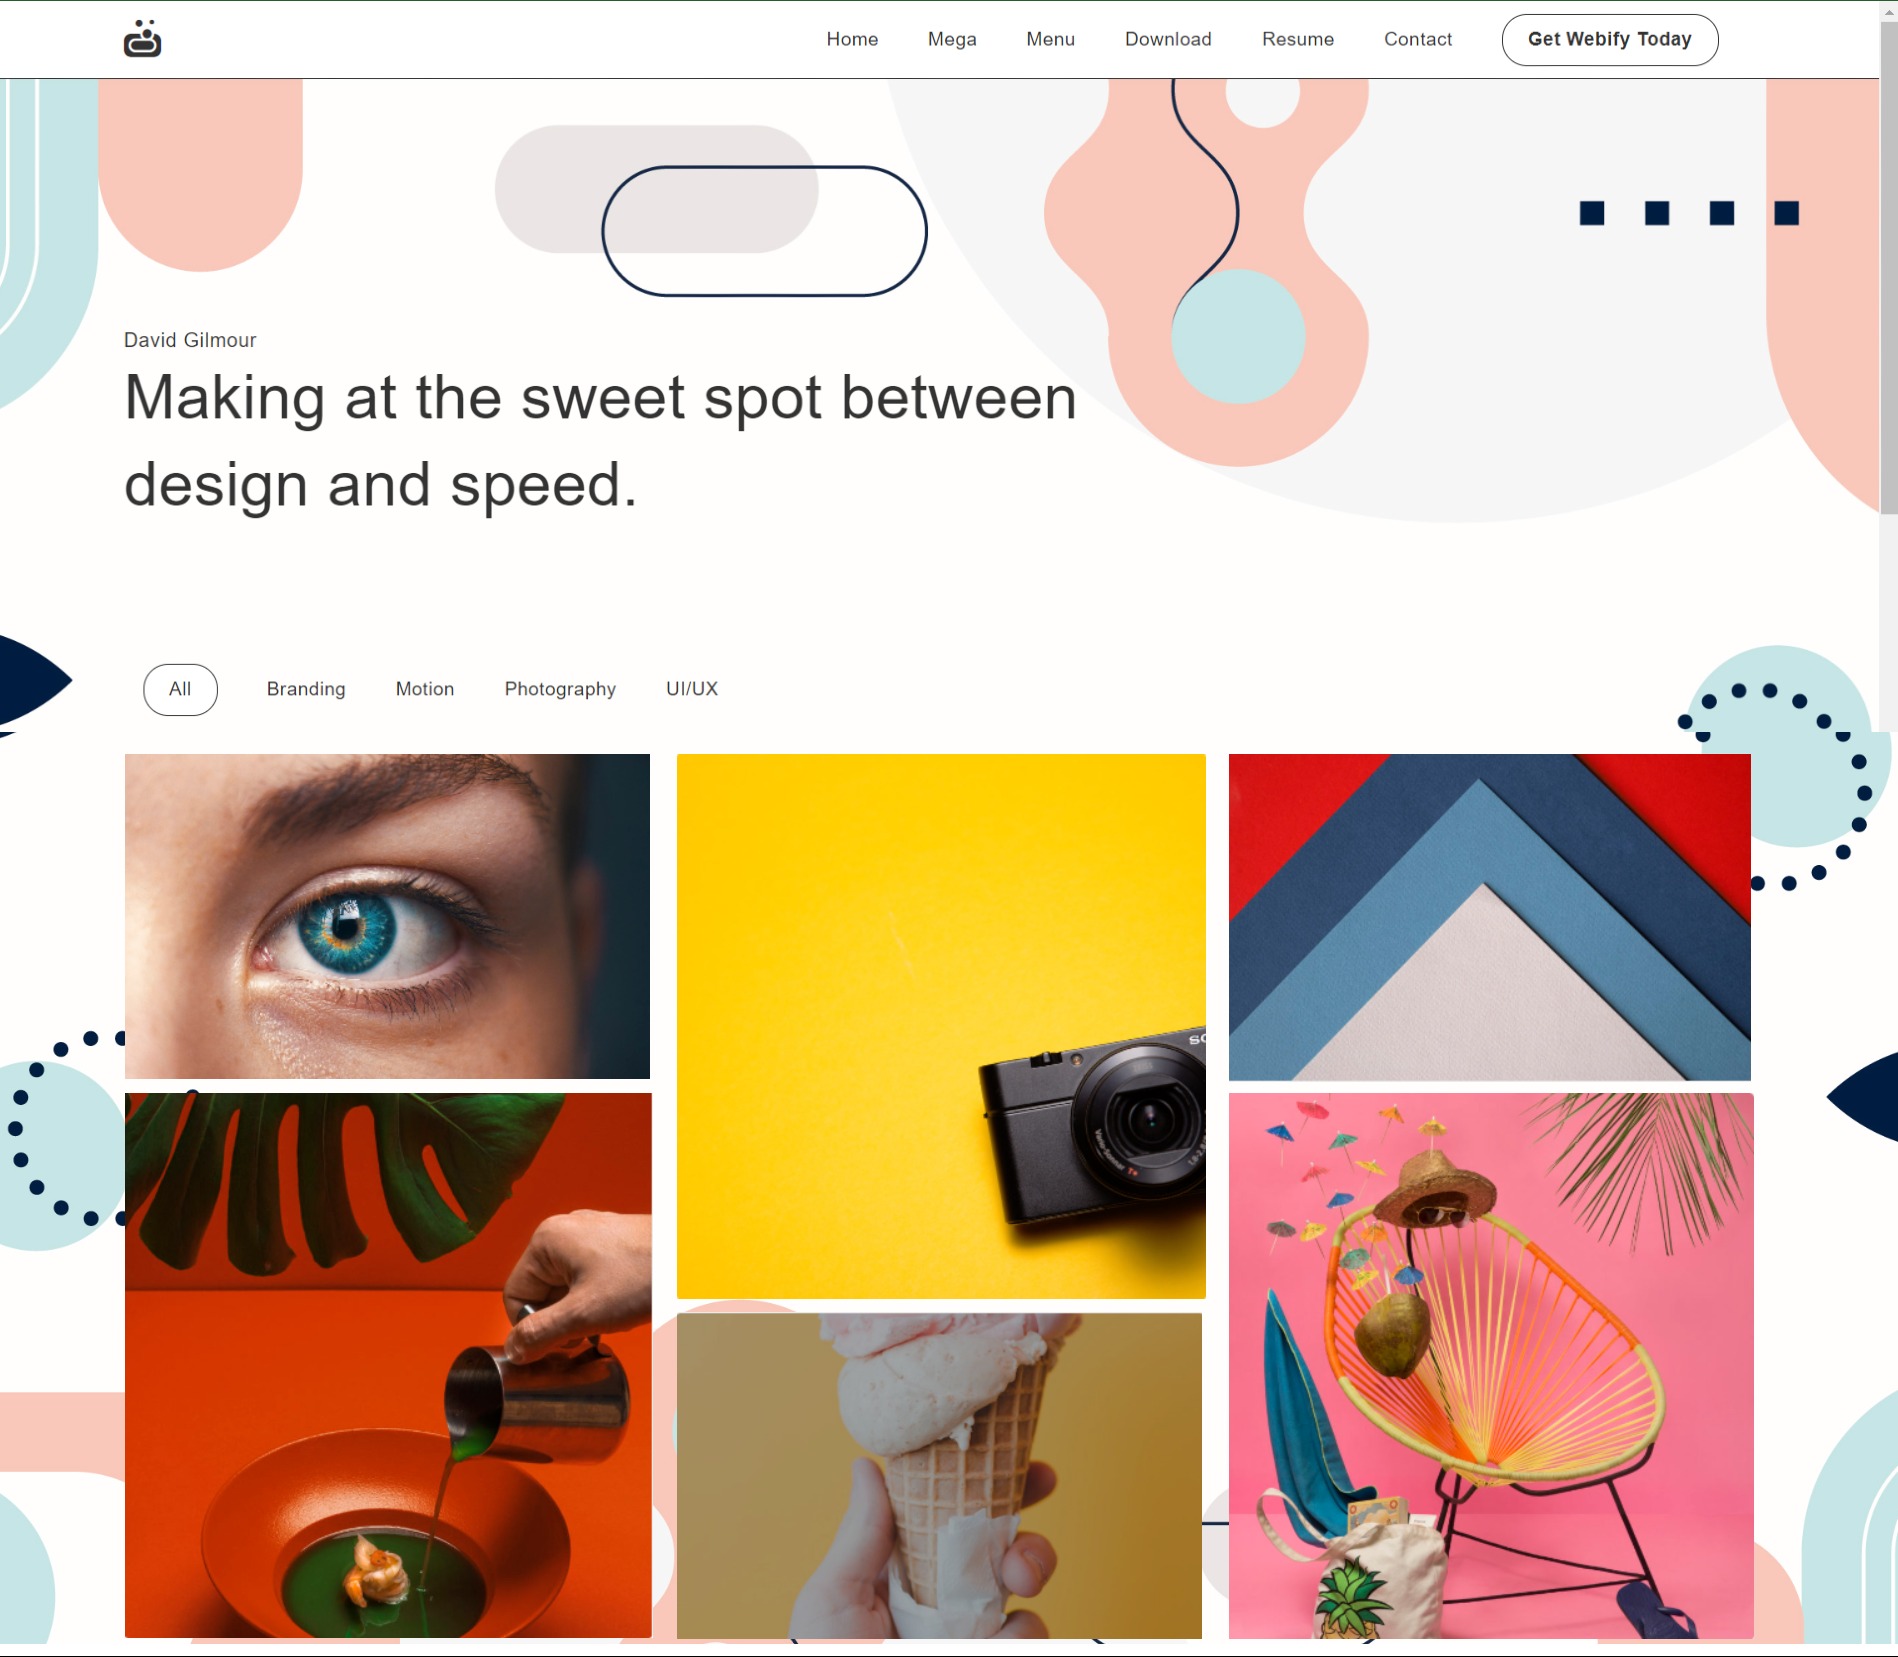 Home Mega Menu Download Resume Contact Get Webify Today
David Gilmour
Making at the sweet spot between
design and speed.
All Branding Motion Photography UI/UX